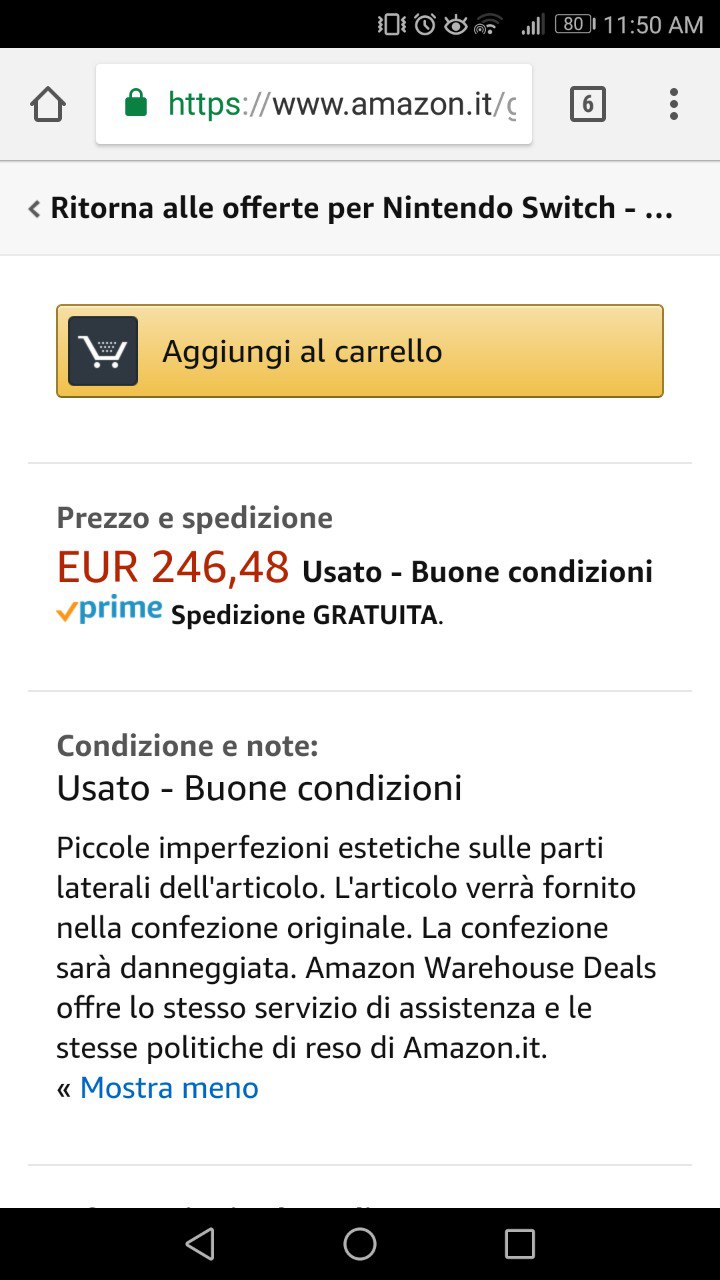 80 11:50 AM
https://www.amazon.it/g
6
Ritorna alle offerte per Nintendo Switch - ...
Aggiungi al carrello
Prezzo e spedizione
EUR 246,48 Usato - Buone condizioni
prime Spedizione GRATUITA.
Condizione e note:
Usato - Buone condizioni
Piccole imperfezioni estetiche sulle parti
laterali dell'articolo. L'articolo verrà fornito
nella confezione originale. La confezione
sarà danneggiata. Amazon Warehouse Deals
offre lo stesso servizio di assistenza e le
stesse politiche di reso di Amazon.it.
« Mostra meno